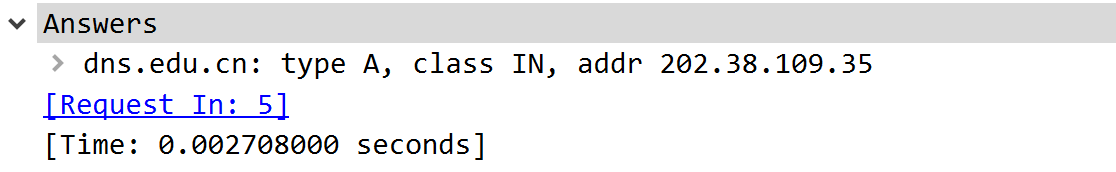 Answers
dns.edu.cn: type A, class IN, addr 202.38.109.35
[Request In: 5]
[Time: 0.002708000 seconds]